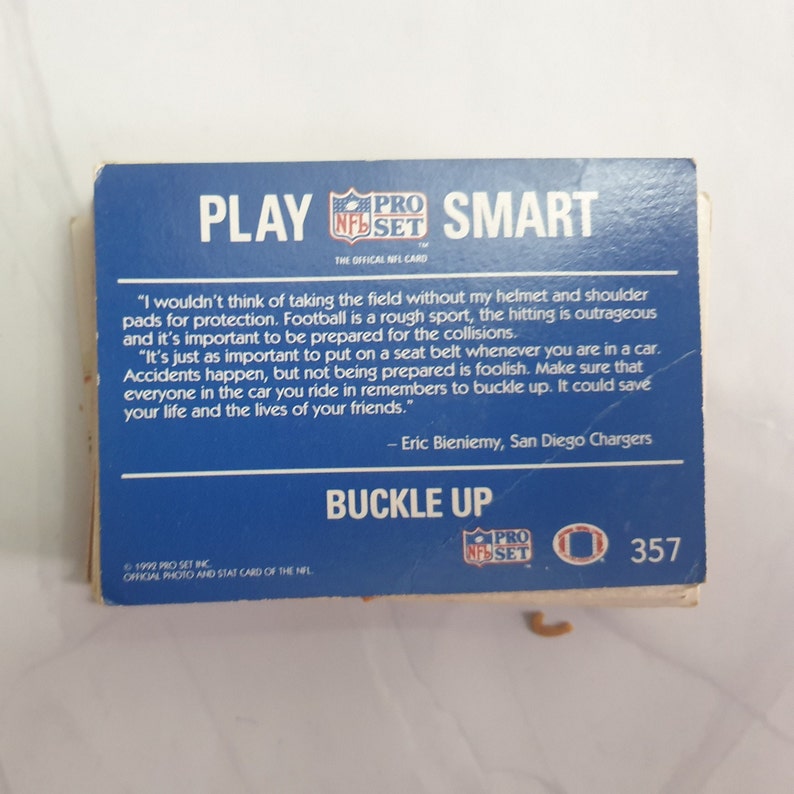 PLAY NFL PRO SET SMART
™
THE OFFICAL NFL CARD
"I wouldn't think of taking the field without my helmet and shoulder
pads for protection. Football is a rough sport, the hitting is outrageous
and it's important to be prepared for the collisions.
"It's just as important to put on a seat belt whenever you are in a car.
Accidents happen, but not being prepared is foolish. Make sure that
everyone in the car you ride in remembers to buckle up. It could save
your life and the lives of your friends."
– Eric Bieniemy, San Diego Chargers
BUCKLE UP
NFL PRO SET ™ 357
© 1992 PRO SET INC.
OFFICIAL PHOTO AND STAT CARD OF THE NFL.